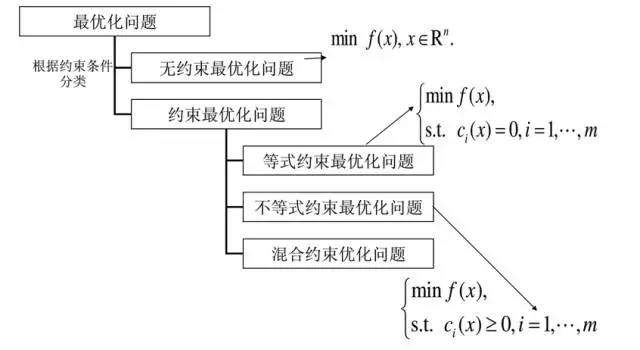 最优化问题
根据约束条件
分类
无约束最优化问题
min f(x), x∈Rⁿ.
约束最优化问题
min f(x),
s.t. cᵢ(x)=0, i=1,⋯,m
等式约束最优化问题
不等式约束最优化问题
混合约束优化问题
min f(x),
s.t. cᵢ(x)≥0, i=1,⋯,m